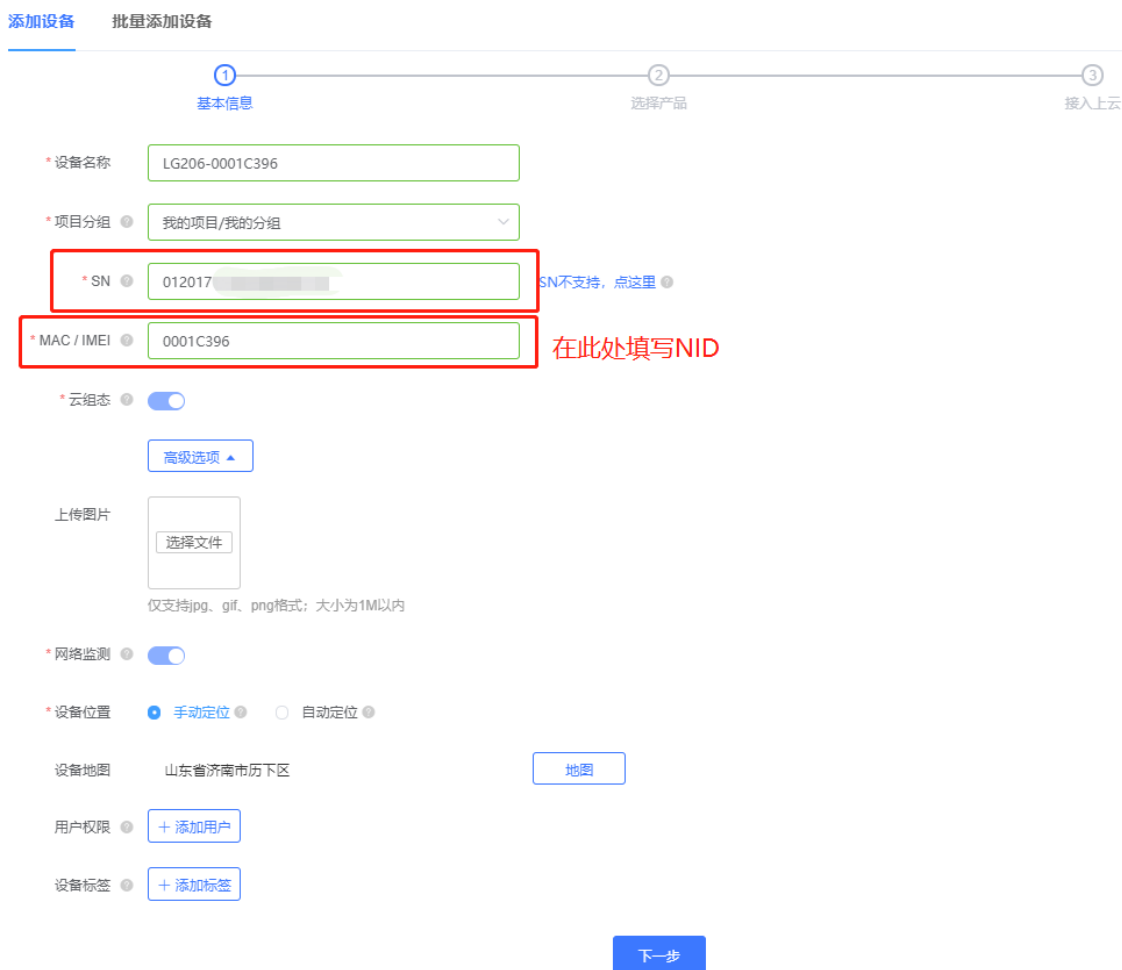 添加设备 批量添加设备
1 2 3
基本信息 选择产品 接入上云
* 设备名称 LG206-0001C396
* 项目分组 ? 我的项目/我的分组
* SN ? 012017 SN不支持，点这里 ?
* MAC / IMEI ? 0001C396 在此处填写NID
* 云组态 ?
高级选项
上传图片
选择文件
仅支持jpg、gif、png格式；大小为1M以内
* 网络监测 ?
* 设备位置 手动定位 ? 自动定位 ?
设备地图 山东省济南市历下区 地图
用户权限 ? + 添加用户
设备标签 ? + 添加标签
下一步